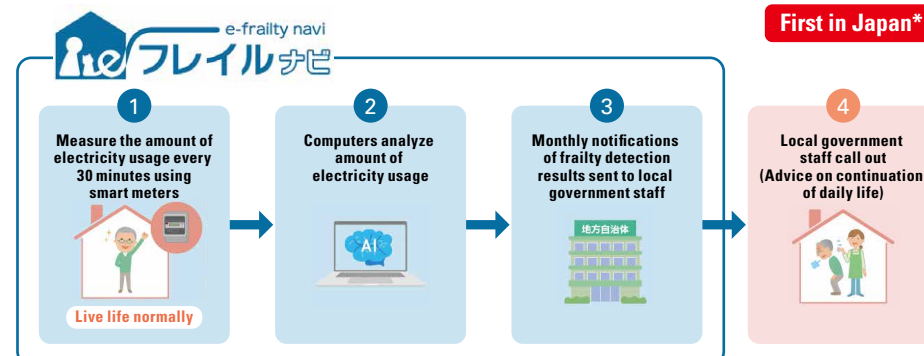 e-frailty navi
フレイルナビ
First in Japan*
1
Measure the amount of
electricity usage every
30 minutes using
smart meters
Live life normally
2
Computers analyze
amount of
electricity usage
AI
3
Monthly notifications
of frailty detection
results sent to local
government staff
地方自治体
4
Local government
staff call out
(Advice on continuation
of daily life)